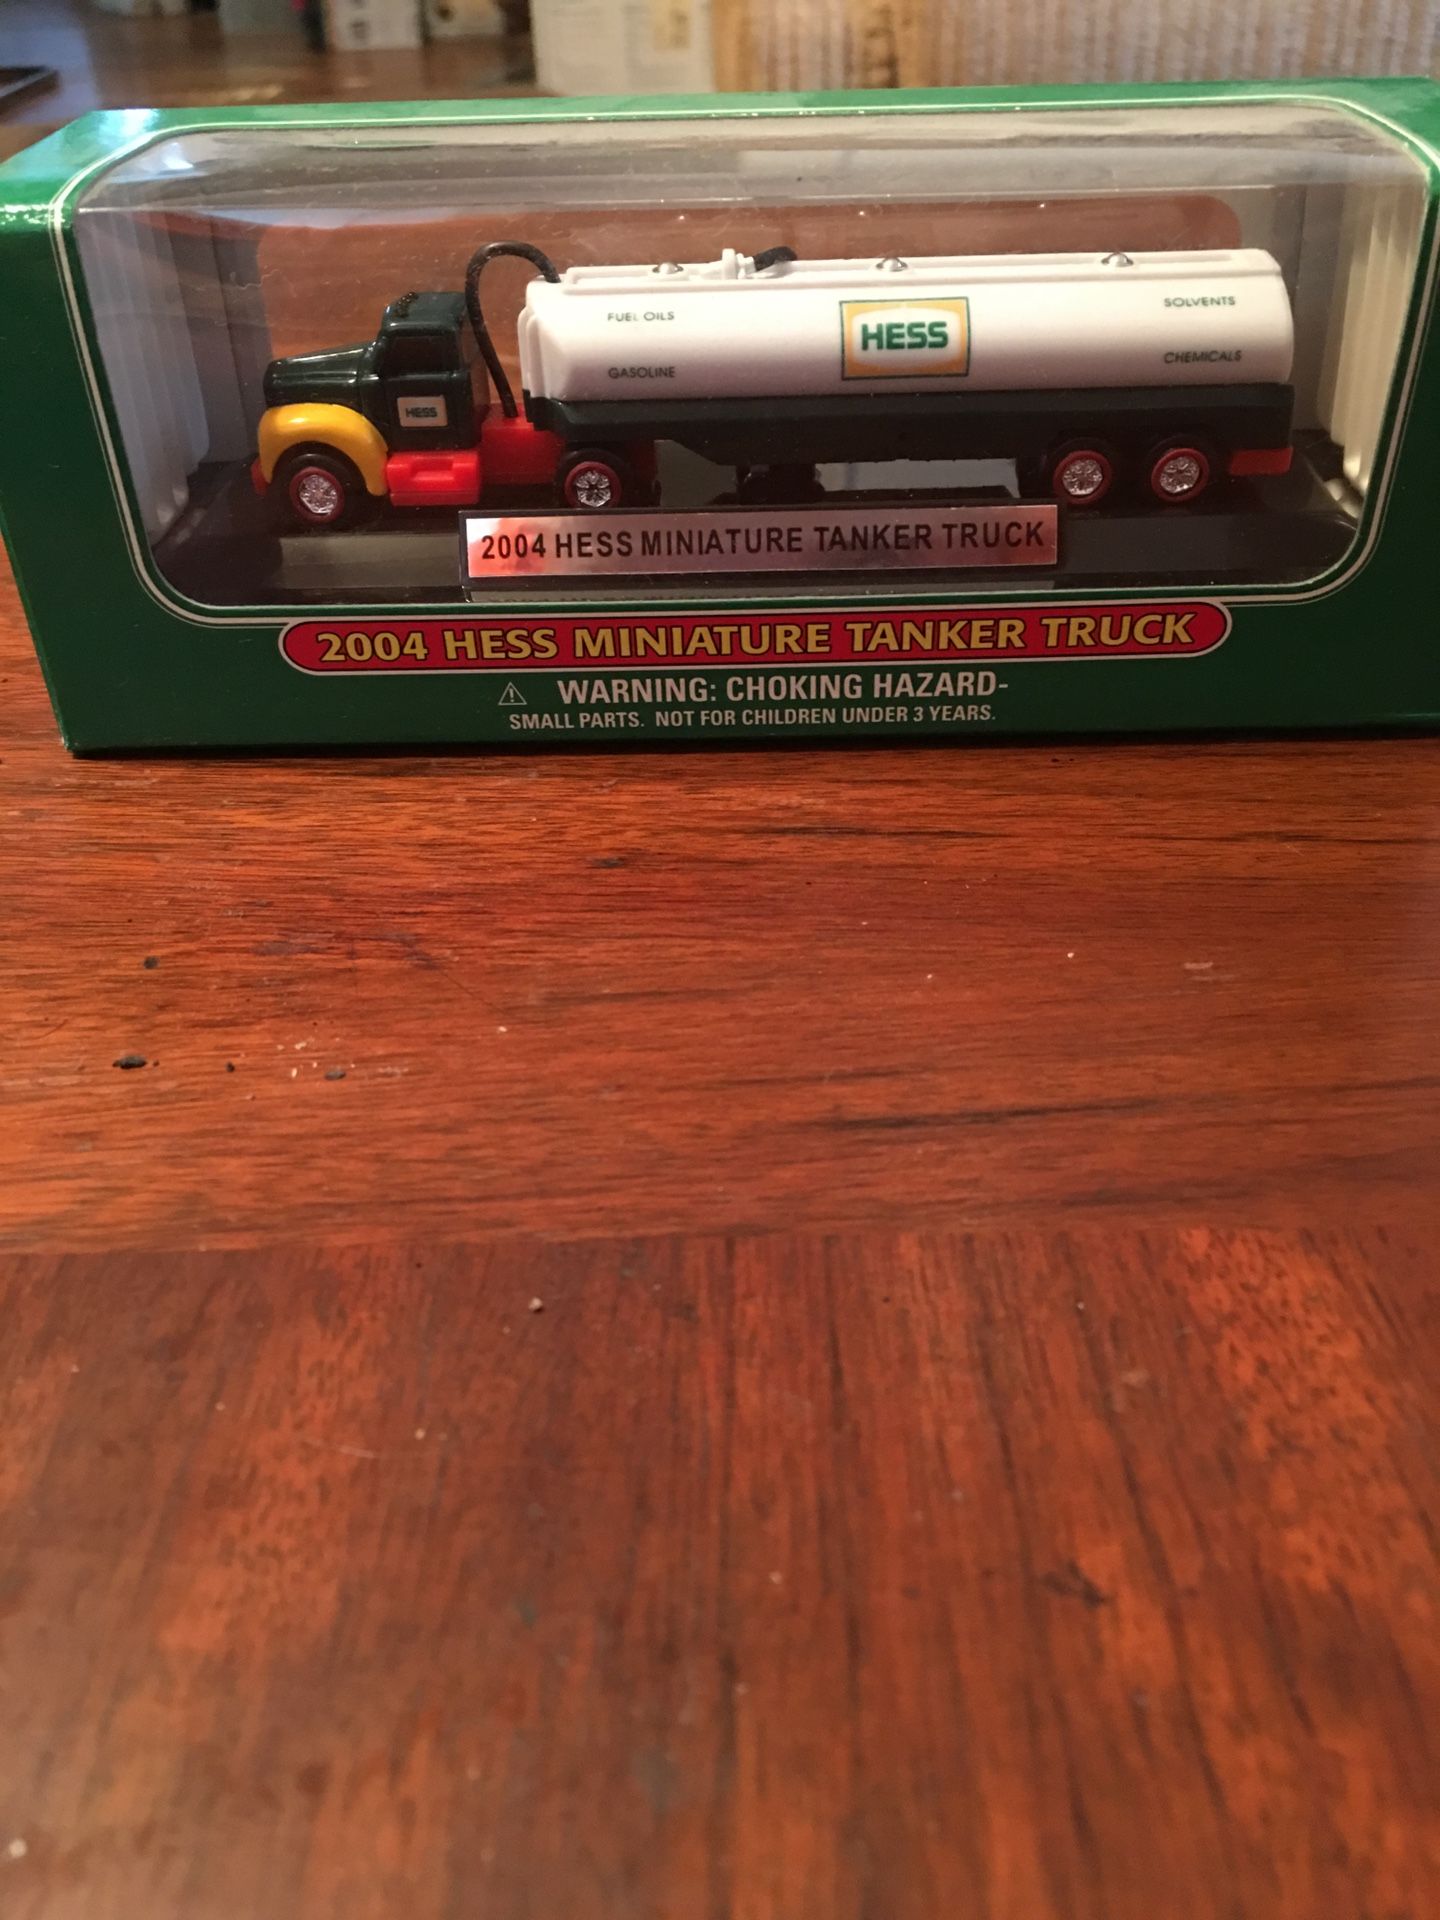 FUEL OILS
HESS
SOLVENTS
GASOLINE
CHEMICALS
HESS
2004 HESS MINIATURE TANKER TRUCK
2004 HESS MINIATURE TANKER TRUCK
⚠ WARNING: CHOKING HAZARD-
SMALL PARTS. NOT FOR CHILDREN UNDER 3 YEARS.